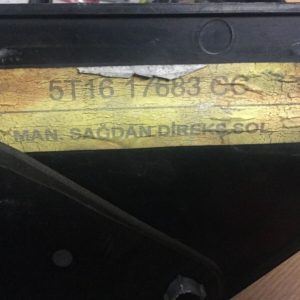 5T16 17683 CC
MAN. SAĞDAN DİREKS.SOL